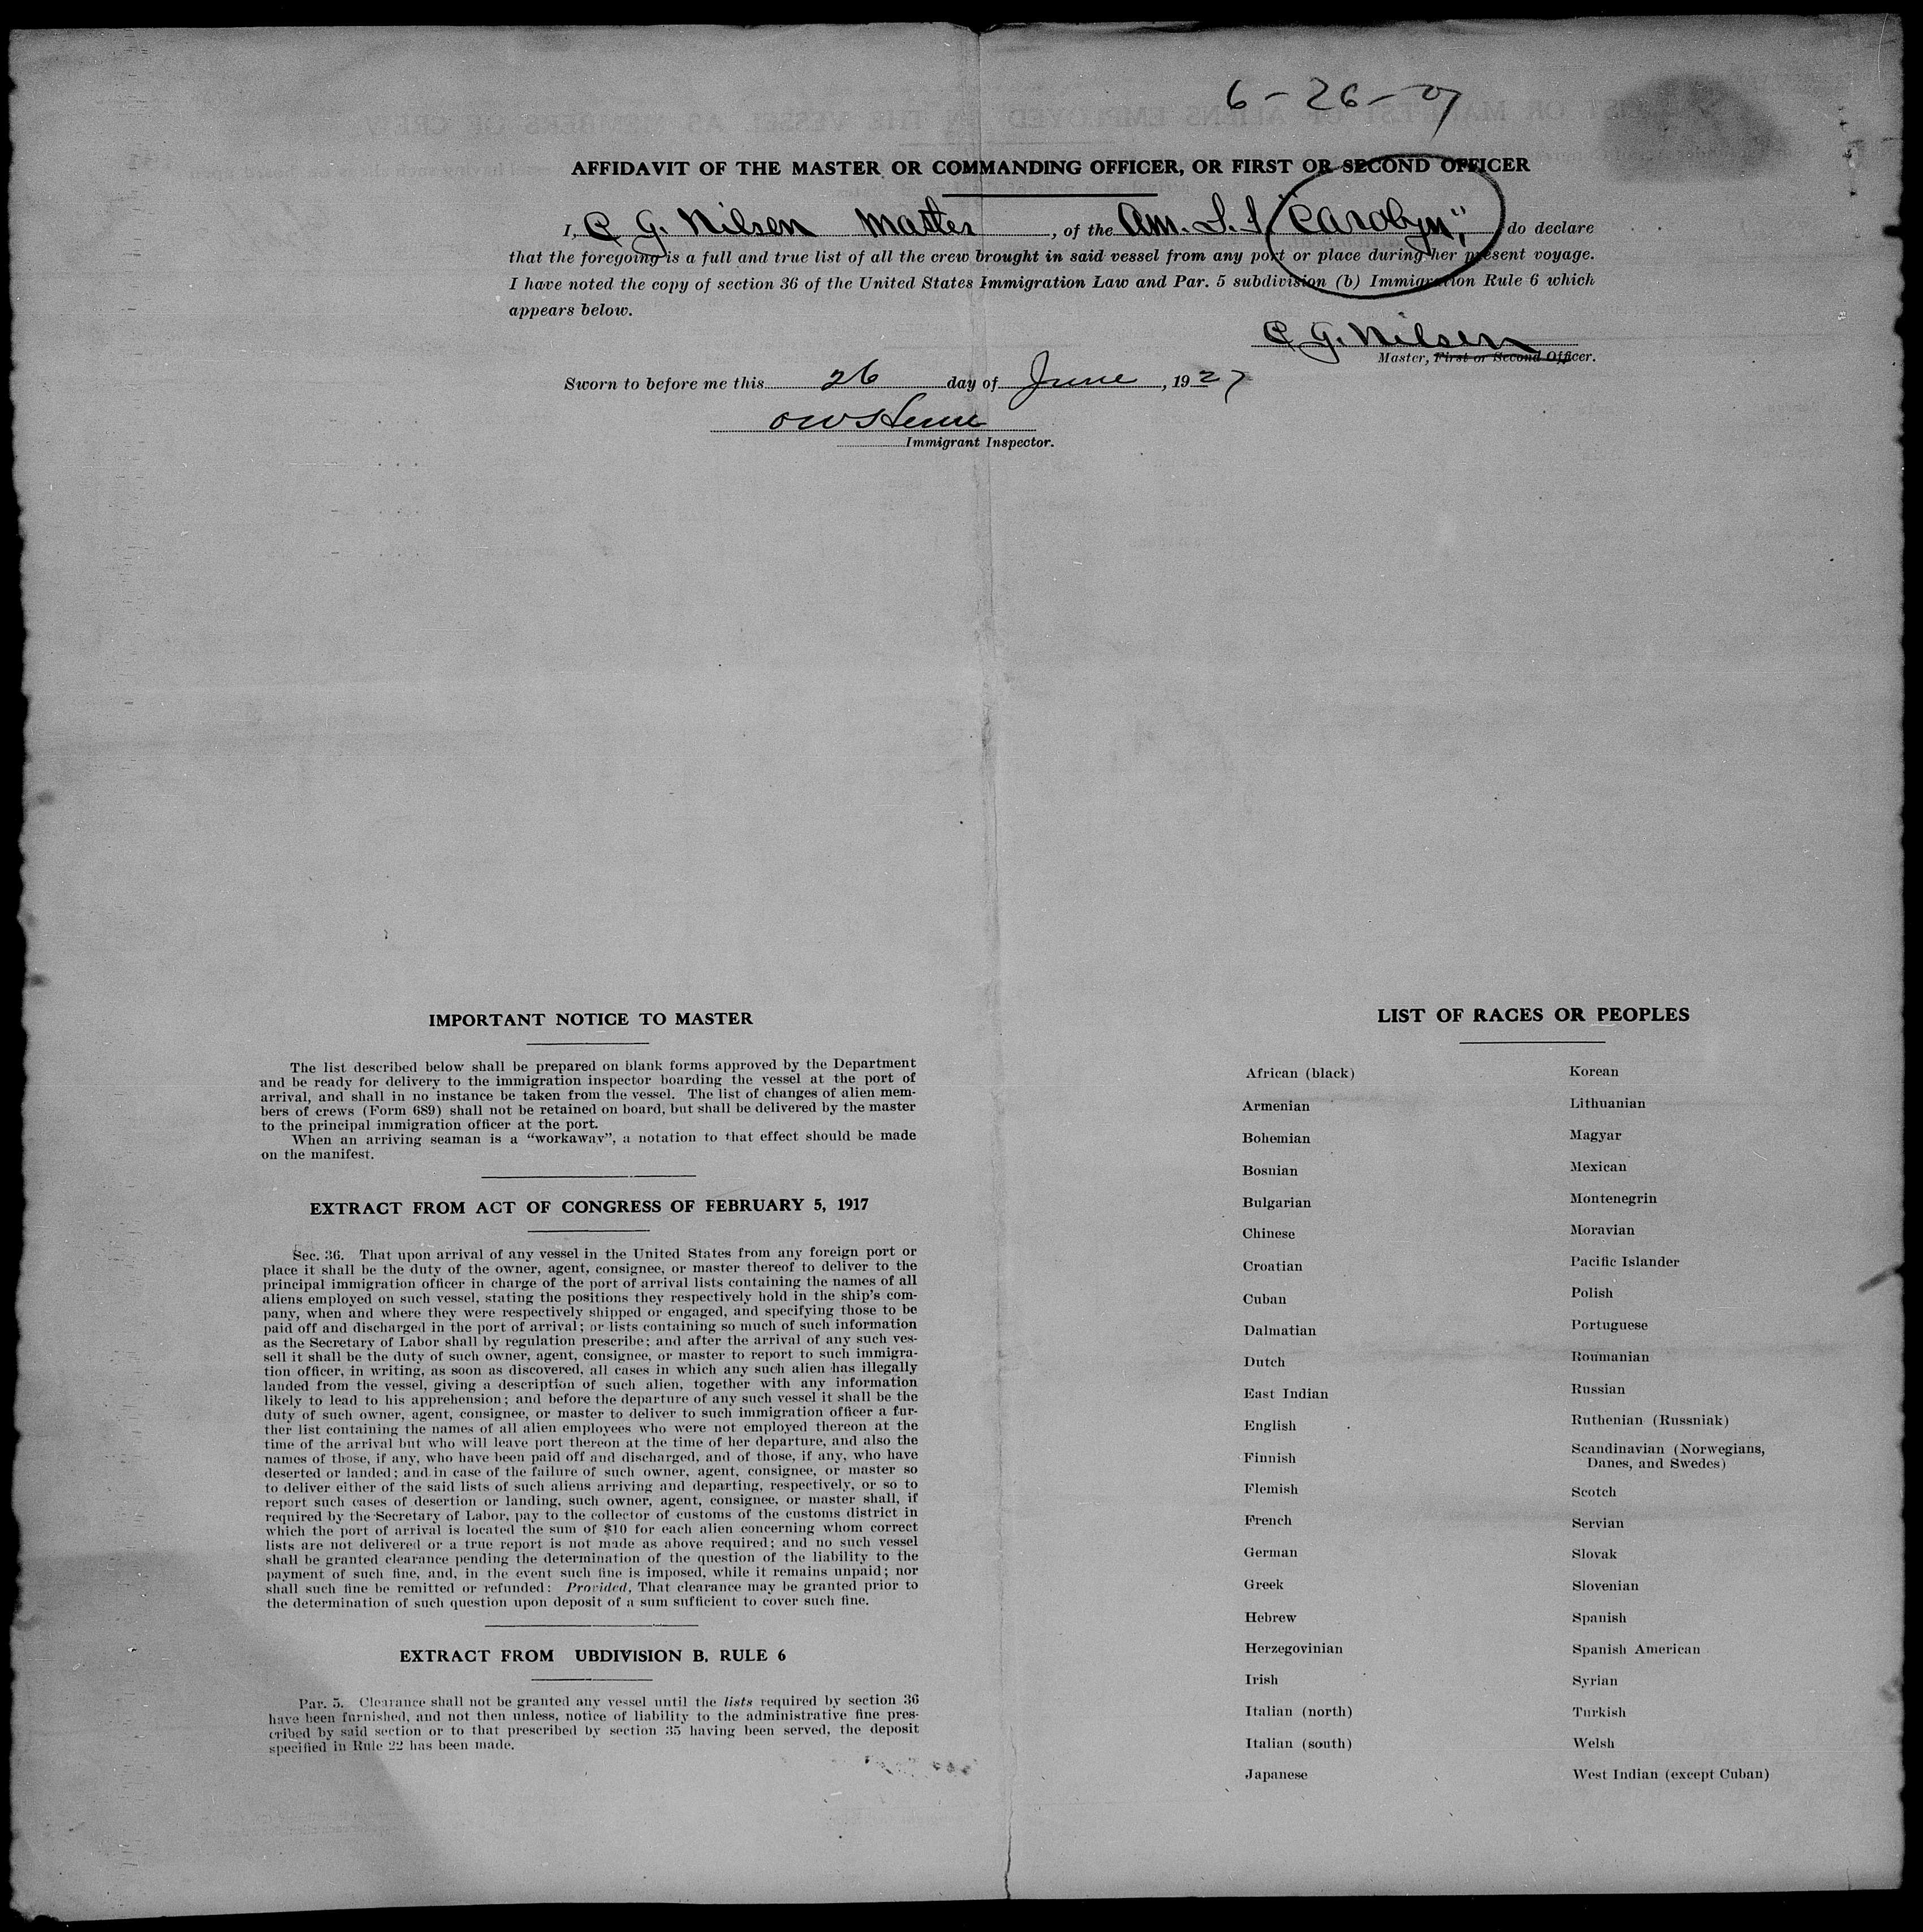 6-26-27
AFFIDAVIT OF THE MASTER OR COMMANDING OFFICER, OR FIRST OR SECOND OFFICER
I, C G. Nilsen Master, of the Am. S. S "Carolyn", do declare
that the foregoing is a full and true list of all the crew brought in said vessel from any port or place during her present voyage.
I have noted the copy of section 36 of the United States Immigration Law and Par. 5 subdivision (b) Immigration Rule 6 which
appears below.
C G. Nilsen
Master, First or Second Officer.
Sworn to before me this 26 day of June, 1927
Immigrant Inspector.
IMPORTANT NOTICE TO MASTER
The list described below shall be prepared on blank forms approved by the Department
and be ready for delivery to the immigration inspector boarding the vessel at the port of
arrival, and shall in no instance be taken from the vessel. The list of changes of alien mem-
bers of crews (Form 689) shall not be retained on board, but shall be delivered by the master
to the principal immigration officer at the port.
When an arriving seaman is a "workaway", a notation to that effect should be made
on the manifest.
EXTRACT FROM ACT OF CONGRESS OF FEBRUARY 5, 1917
Sec. 36. That upon arrival of any vessel in the United States from any foreign port or
place it shall be the duty of the owner, agent, consignee, or master thereof to deliver to the
principal immigration officer in charge of the port of arrival lists containing the names of all
aliens employed on such vessel, stating the positions they respectively hold in the ship's com-
pany, when and where they were respectively shipped or engaged, and specifying those to be
paid off and discharged in the port of arrival; or lists containing so much of such information
as the Secretary of Labor shall by regulation prescribe; and after the arrival of any such ves-
sell it shall be the duty of such owner, agent, consignee, or master to report to such immigra-
tion officer, in writing, as soon as discovered, all cases in which any such alien has illegally
landed from the vessel, giving a description of such alien, together with any information
likely to lead to his apprehension; and before the departure of any such vessel it shall be the
duty of such owner, agent, consignee, or master to deliver to such immigration officer a fur-
ther list containing the names of all alien employees who were not employed thereon at the
time of the arrival but who will leave port thereon at the time of her departure, and also the
names of those, if any, who have been paid off and discharged, and of those, if any, who have
deserted or landed; and in case of the failure of such owner, agent, consignee, or master so
to deliver either of the said lists of such aliens arriving and departing, respectively, or so to
report such cases of desertion or landing, such owner, agent, consignee, or master shall, if
required by the Secretary of Labor, pay to the collector of customs of the customs district in
which the port of arrival is located the sum of $10 for each alien concerning whom correct
lists are not delivered or a true report is not made as above required; and no such vessel
shall be granted clearance pending the determination of the question of the liability to the
payment of such fine, and, in the event such fine is imposed, while it remains unpaid; nor
shall such fine be remitted or refunded: Provided, That clearance may be granted prior to
the determination of such question upon deposit of a sum sufficient to cover such fine.
EXTRACT FROM UBDIVISION B, RULE 6
Par. 5. Clearance shall not be granted any vessel until the lists required by section 36
have been furnished, and not then unless, notice of liability to the administrative fine pres-
cribed by said section or to that prescribed by section 35 having been served, the deposit
specified in Rule 22 has been made.
LIST OF RACES OR PEOPLES
African (black)
Armenian
Bohemian
Bosnian
Bulgarian
Chinese
Croatian
Cuban
Dalmatian
Dutch
East Indian
English
Finnish
Flemish
French
German
Greek
Hebrew
Herzegovinian
Irish
Italian (north)
Italian (south)
Japanese
Korean
Lithuanian
Magyar
Mexican
Montenegrin
Moravian
Pacific Islander
Polish
Portuguese
Roumanian
Russian
Ruthenian (Russniak)
Scandinavian (Norwegians,
Danes, and Swedes)
Scotch
Servian
Slovak
Slovenian
Spanish
Spanish American
Syrian
Turkish
Welsh
West Indian (except Cuban)